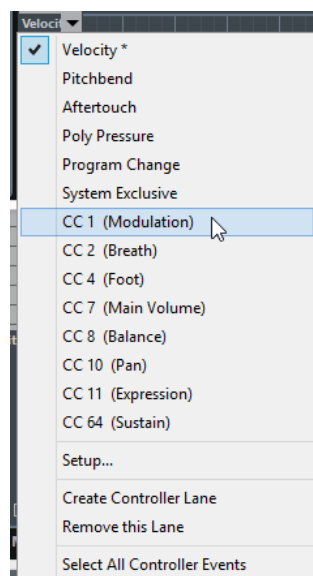 Velocit
Velocity *
Pitchbend
Aftertouch
Poly Pressure
Program Change
System Exclusive
CC 1 (Modulation)
CC 2 (Breath)
CC 4 (Foot)
CC 7 (Main Volume)
CC 8 (Balance)
CC 10 (Pan)
CC 11 (Expression)
CC 64 (Sustain)
Setup...
Create Controller Lane
Remove this Lane
Select All Controller Events